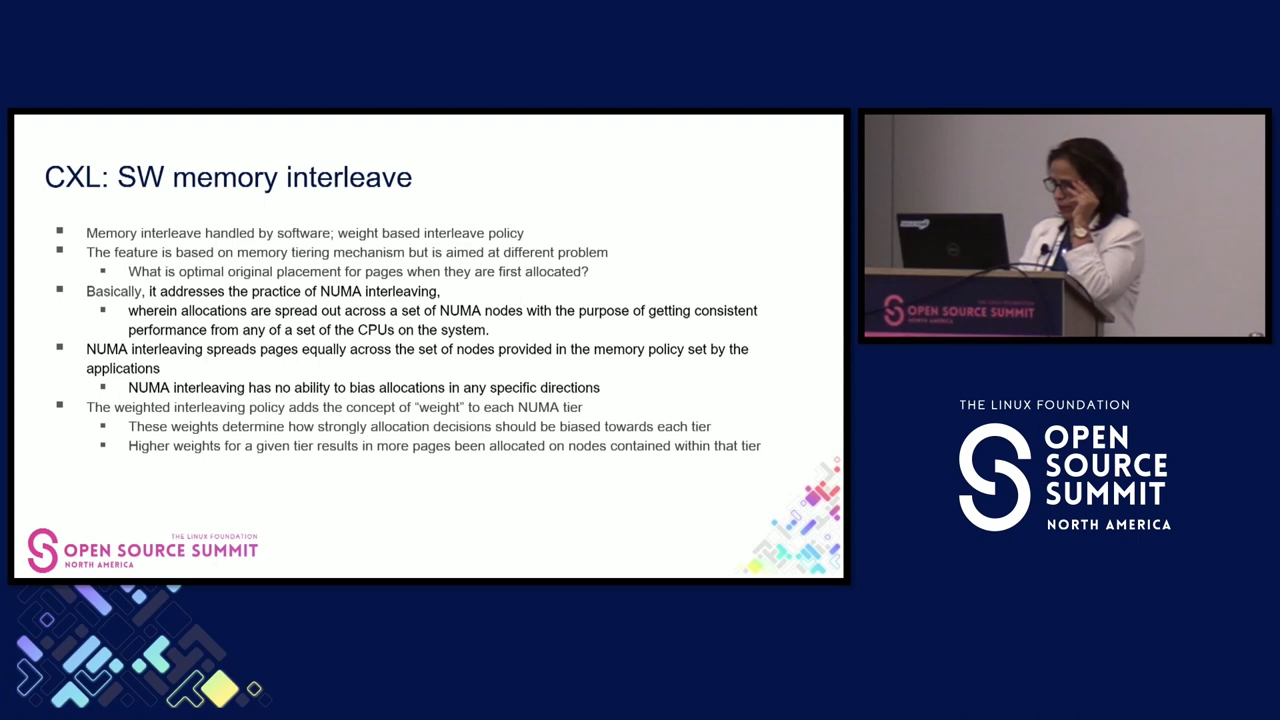 CXL: SW memory interleave
Memory interleave handled by software; weight based interleave policy
The feature is based on memory tiering mechanism but is aimed at different problem
What is optimal original placement for pages when they are first allocated?
Basically, it addresses the practice of NUMA interleaving,
wherein allocations are spread out across a set of NUMA nodes with the purpose of getting consistent
performance from any of a set of the CPUs on the system.
NUMA interleaving spreads pages equally across the set of nodes provided in the memory policy set by the
applications
NUMA interleaving has no ability to bias allocations in any specific directions
The weighted interleaving policy adds the concept of “weight” to each NUMA tier
These weights determine how strongly allocation decisions should be biased towards each tier
Higher weights for a given tier results in more pages been allocated on nodes contained within that tier
THE LINUX FOUNDATION
OPEN SOURCE SUMMIT
NORTH AMERICA
DELL
THE LINUX FOUNDATION
OPEN SOURCE SUMMIT
NORTH AMERICA
THE LINUX FOUNDATION
OPEN
SOURCE
SUMMIT
NORTH AMERICA